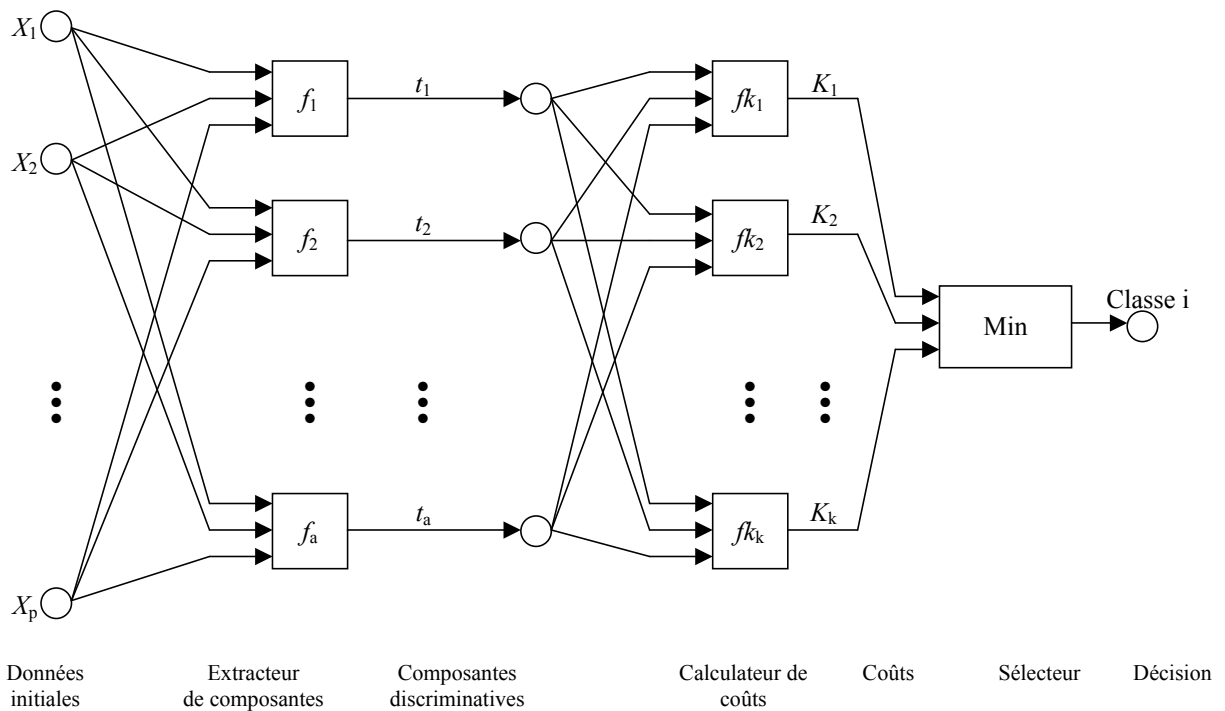 X1
f1
t1
fk1
K1
X2
f2
t2
fk2
K2
Min
Classe i
fa
ta
fkk
Kk
Xp
Données initiales
Extracteur de composantes
Composantes discriminatives
Calculateur de coûts
Coûts
Sélecteur
Décision